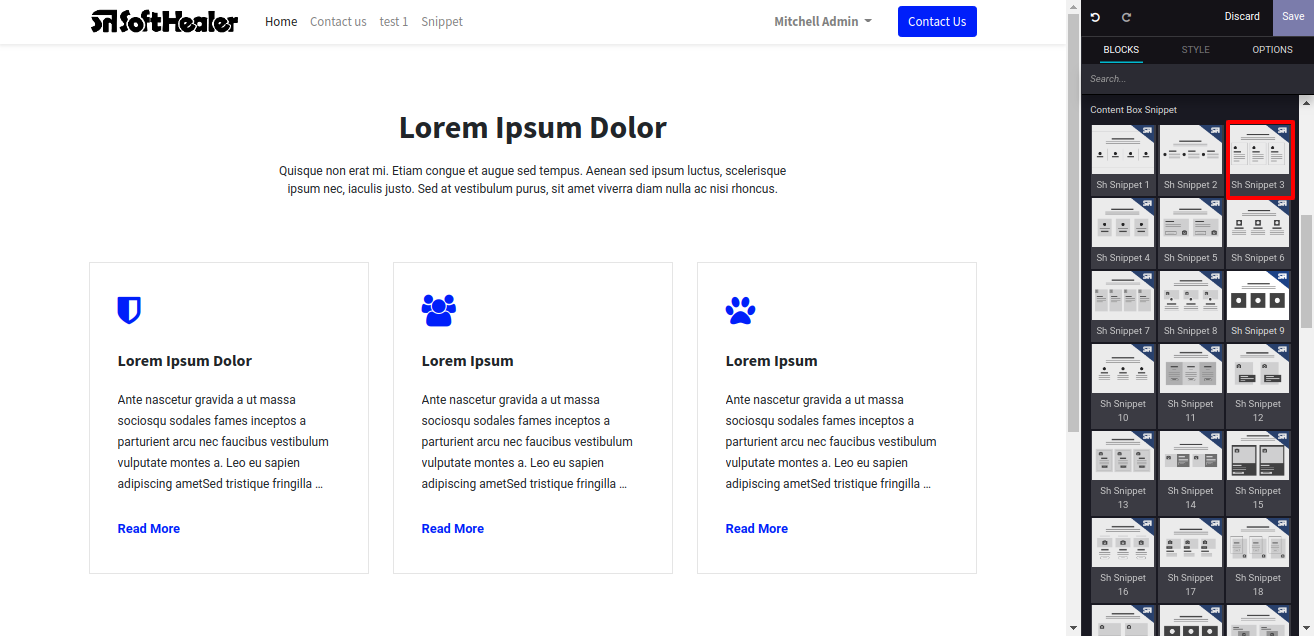 SoftHealer Home Contact us test 1 Snippet Mitchell Admin Contact Us
Discard Save
BLOCKS STYLE OPTIONS
Search...
Content Box Snippet
Sh Snippet 1 Sh Snippet 2 Sh Snippet 3
Sh Snippet 4 Sh Snippet 5 Sh Snippet 6
Sh Snippet 7 Sh Snippet 8 Sh Snippet 9
Sh Snippet Sh Snippet Sh Snippet
10 11 12
Sh Snippet Sh Snippet Sh Snippet
13 14 15
Sh Snippet Sh Snippet Sh Snippet
16 17 18
Lorem Ipsum Dolor
Quisque non erat mi. Etiam congue et augue sed tempus. Aenean sed ipsum luctus, scelerisque
ipsum nec, iaculis justo. Sed at vestibulum purus, sit amet viverra diam nulla ac nisi rhoncus.
Lorem Ipsum Dolor
Ante nascetur gravida a ut massa
sociosqu sodales fames inceptos a
parturient arcu nec faucibus vestibulum
vulputate montes a. Leo eu sapien
adipiscing ametSed tristique fringilla ...
Read More
Lorem Ipsum
Ante nascetur gravida a ut massa
sociosqu sodales fames inceptos a
parturient arcu nec faucibus vestibulum
vulputate montes a. Leo eu sapien
adipiscing ametSed tristique fringilla ...
Read More
Lorem Ipsum
Ante nascetur gravida a ut massa
sociosqu sodales fames inceptos a
parturient arcu nec faucibus vestibulum
vulputate montes a. Leo eu sapien
adipiscing ametSed tristique fringilla ...
Read More